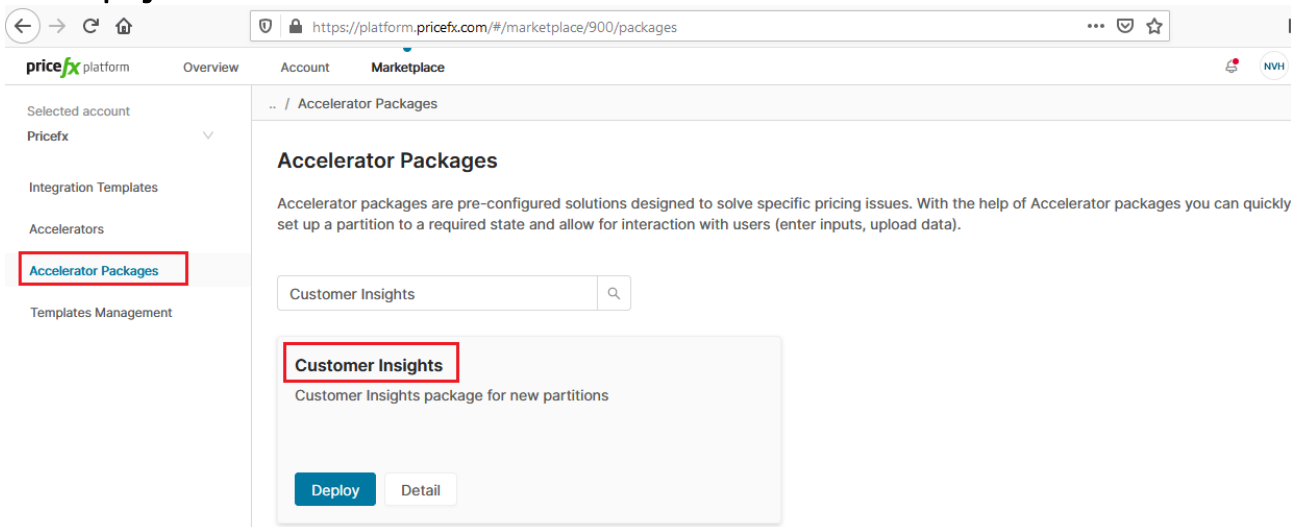 https://platform.pricefx.com/#/marketplace/900/packages
pricefx platform Overview Account Marketplace NVH
Selected account
Pricefx
.. / Accelerator Packages
Integration Templates
Accelerators
Accelerator Packages
Templates Management
Accelerator Packages
Accelerator packages are pre-configured solutions designed to solve specific pricing issues. With the help of Accelerator packages you can quickly
set up a partition to a required state and allow for interaction with users (enter inputs, upload data).
Customer Insights
Customer Insights
Customer Insights package for new partitions
Deploy Detail